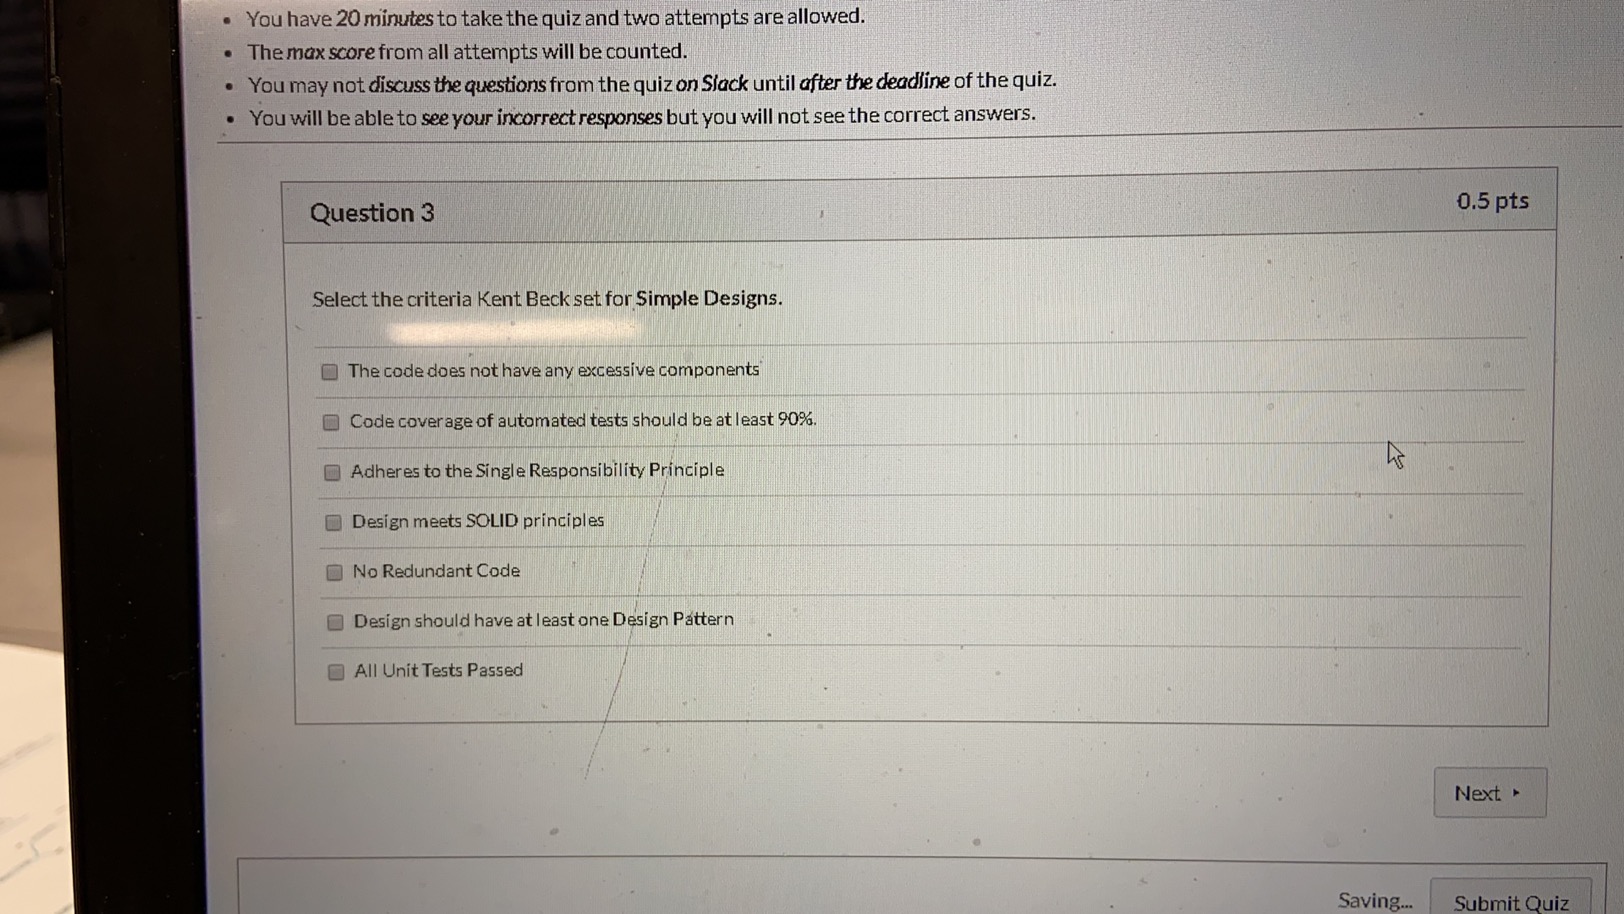 • You have 20 minutes to take the quiz and two attempts are allowed.
• The max score from all attempts will be counted.
• You may not discuss the questions from the quiz on Slack until after the deadline of the quiz.
• You will be able to see your incorrect responses but you will not see the correct answers.
Question 3
0.5 pts
Select the criteria Kent Beck set for Simple Designs.
The code does not have any excessive components
Code coverage of automated tests should be at least 90%.
Adheres to the Single Responsibility Principle
Design meets SOLID principles
No Redundant Code
Design should have at least one Design Pattern
All Unit Tests Passed
Next ▸
Saving...
Submit Quiz